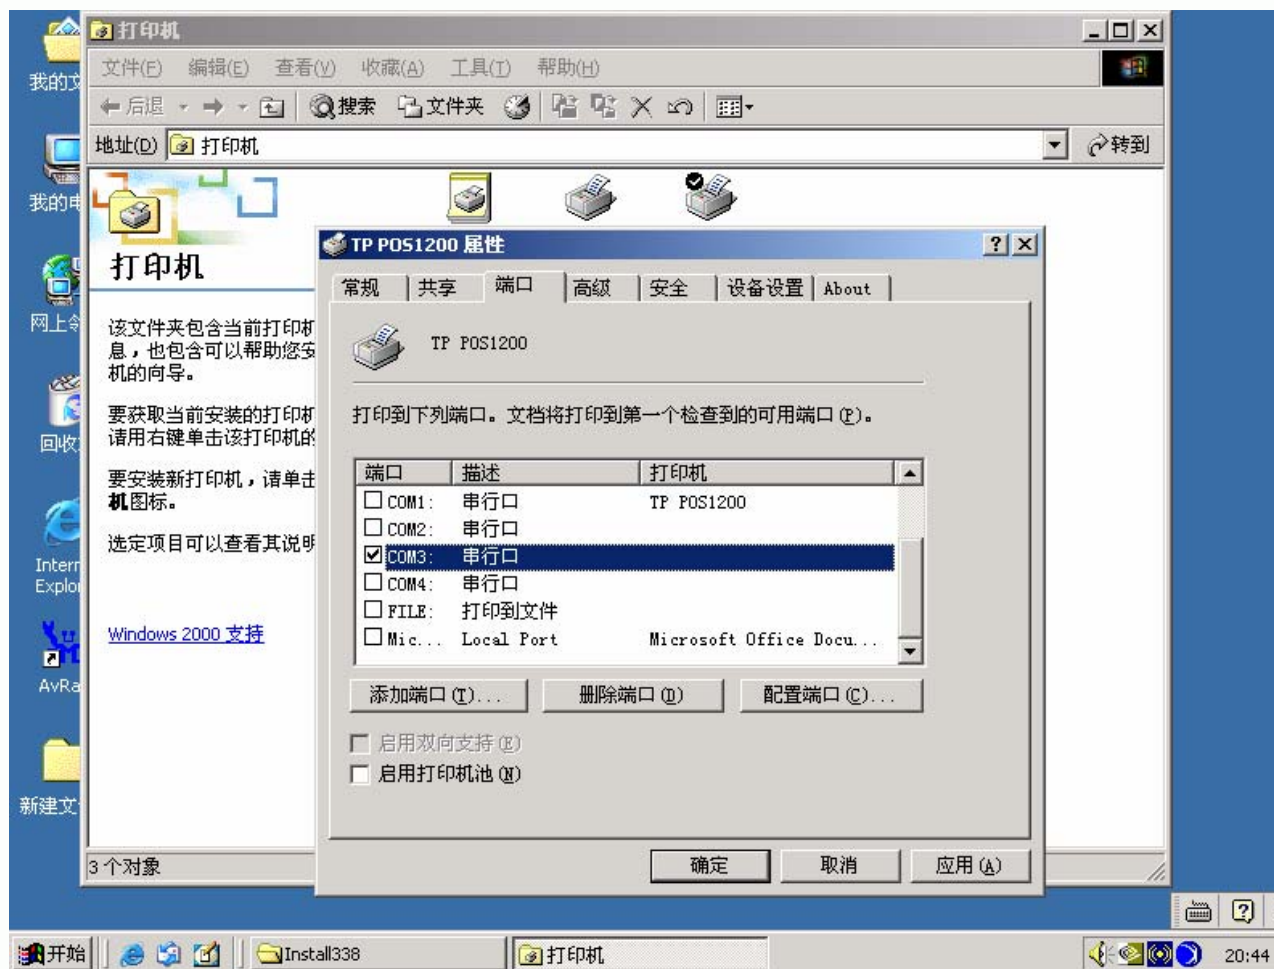 我的文
我的电
网上令
回收
Intern
Explo
AvRa
新建文
打印机
文件(F) 编辑(E) 查看(V) 收藏(A) 工具(T) 帮助(H)
后退 搜索 文件夹
地址(D) 打印机 转到
打印机
该文件夹包含当前打印机
息，也包含可以帮助您安
机的向导。
要获取当前安装的打印机
请用右键单击该打印机的
要安装新打印机，请单击
机图标。
选定项目可以查看其说明
Windows 2000 支持
3 个对象
TP POS1200 属性
常规 共享 端口 高级 安全 设备设置 About
TP POS1200
打印到下列端口。文档将打印到第一个检查到的可用端口(P)。
端口 描述 打印机
COM1: 串行口 TP POS1200
COM2: 串行口
COM3: 串行口
COM4: 串行口
FILE: 打印到文件
Mic... Local Port Microsoft Office Docu...
添加端口(T)... 删除端口(D) 配置端口(C)...
启用双向支持(E)
启用打印机池(N)
确定 取消 应用(A)
开始 Install338 打印机 20:44